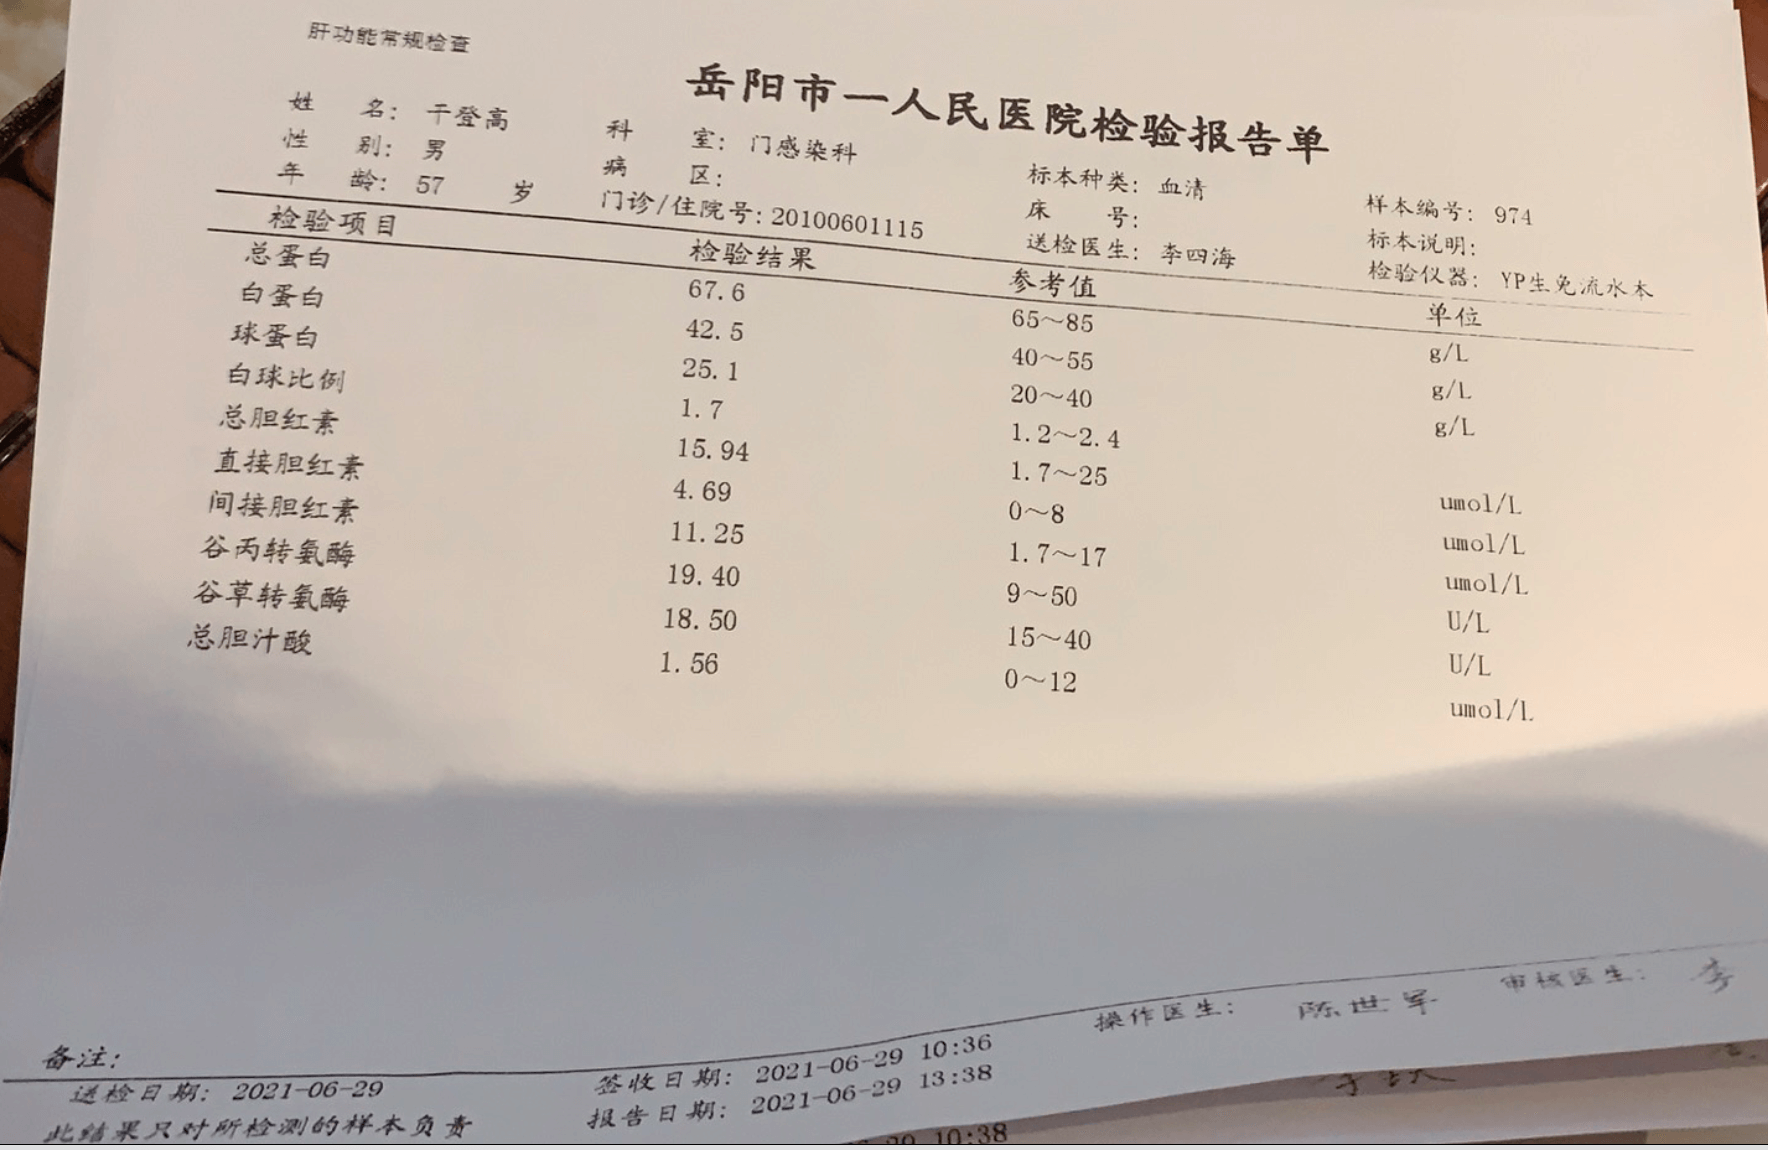 肝功能常规检查
岳阳市一人民医院检验报告单
姓 名: 干登高 科 室: 门感染科 标本种类: 血清 样本编号: 974
性 别: 男 病 区: 床 号: 标本说明:
年 龄: 57 岁 门诊/住院号: 20100601115 送检医生: 李四海 检验仪器: YP生免流水本
检验项目 检验结果 参考值 单位
总蛋白 67.6 65～85 g/L
白蛋白 42.5 40～55 g/L
球蛋白 25.1 20～40 g/L
白球比例 1.7 1.2～2.4
总胆红素 15.94 1.7～25 umol/L
直接胆红素 4.69 0～8 umol/L
间接胆红素 11.25 1.7～17 umol/L
谷丙转氨酶 19.40 9～50 U/L
谷草转氨酶 18.50 15～40 U/L
总胆汁酸 1.56 0～12 umol/L
备注:
送检日期: 2021-06-29 签收日期: 2021-06-29 10:36 操作医生: 陈世军 审核医生: 李
此结果只对所检测的样本负责 报告日期: 2021-06-29 13:38
10:38